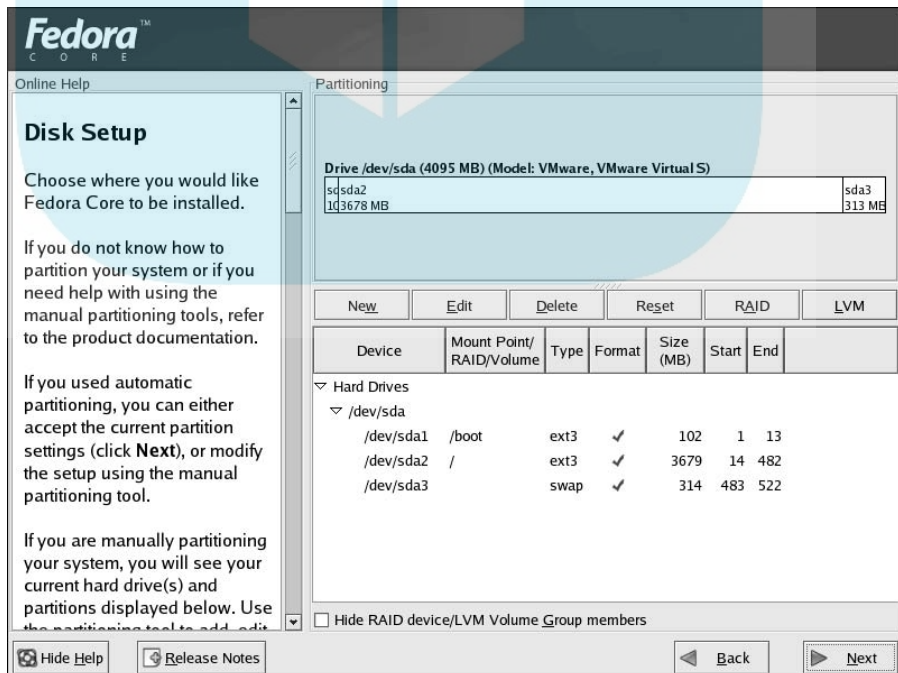 Fedora™
CORE
Online Help
Disk Setup
Choose where you would like
Fedora Core to be installed.
If you do not know how to
partition your system or if you
need help with using the
manual partitioning tools, refer
to the product documentation.
If you used automatic
partitioning, you can either
accept the current partition
settings (click Next), or modify
the setup using the manual
partitioning tool.
If you are manually partitioning
your system, you will see your
current hard drive(s) and
partitions displayed below. Use
the partitioning tool to add, edit
Partitioning
Drive /dev/sda (4095 MB) (Model: VMware, VMware Virtual S)
sda2 sda3
3678 MB 313 MB
New Edit Delete Reset RAID LVM
Device Mount Point/ RAID/Volume Type Format Size (MB) Start End
Hard Drives
/dev/sda
/dev/sda1 /boot ext3 102 1 13
/dev/sda2 / ext3 3679 14 482
/dev/sda3 swap 314 483 522
Hide RAID device/LVM Volume Group members
Hide Help Release Notes Back Next